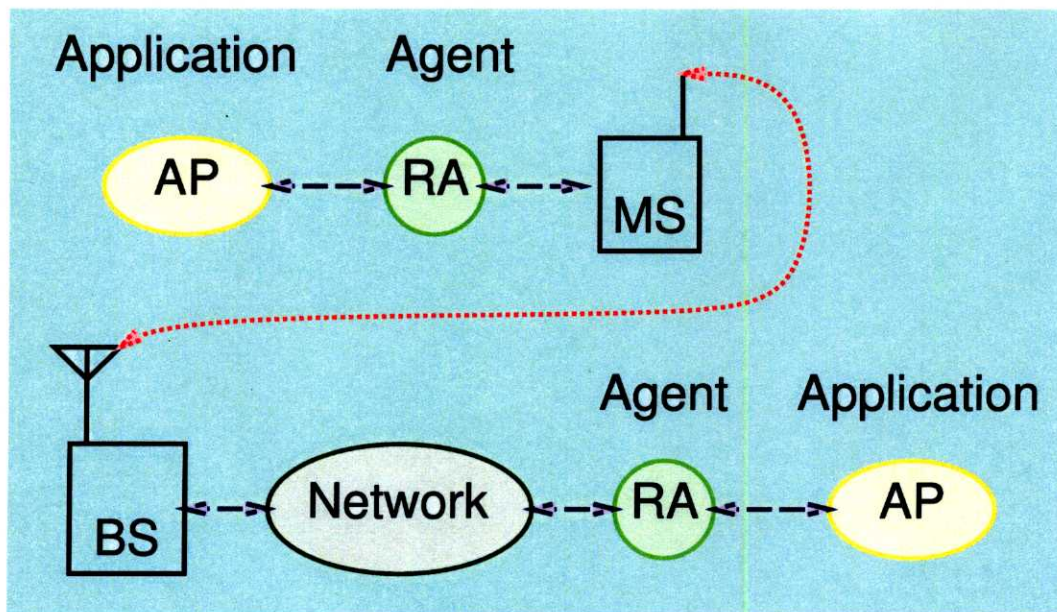 Application Agent
AP RA MS
Agent Application
BS Network RA AP